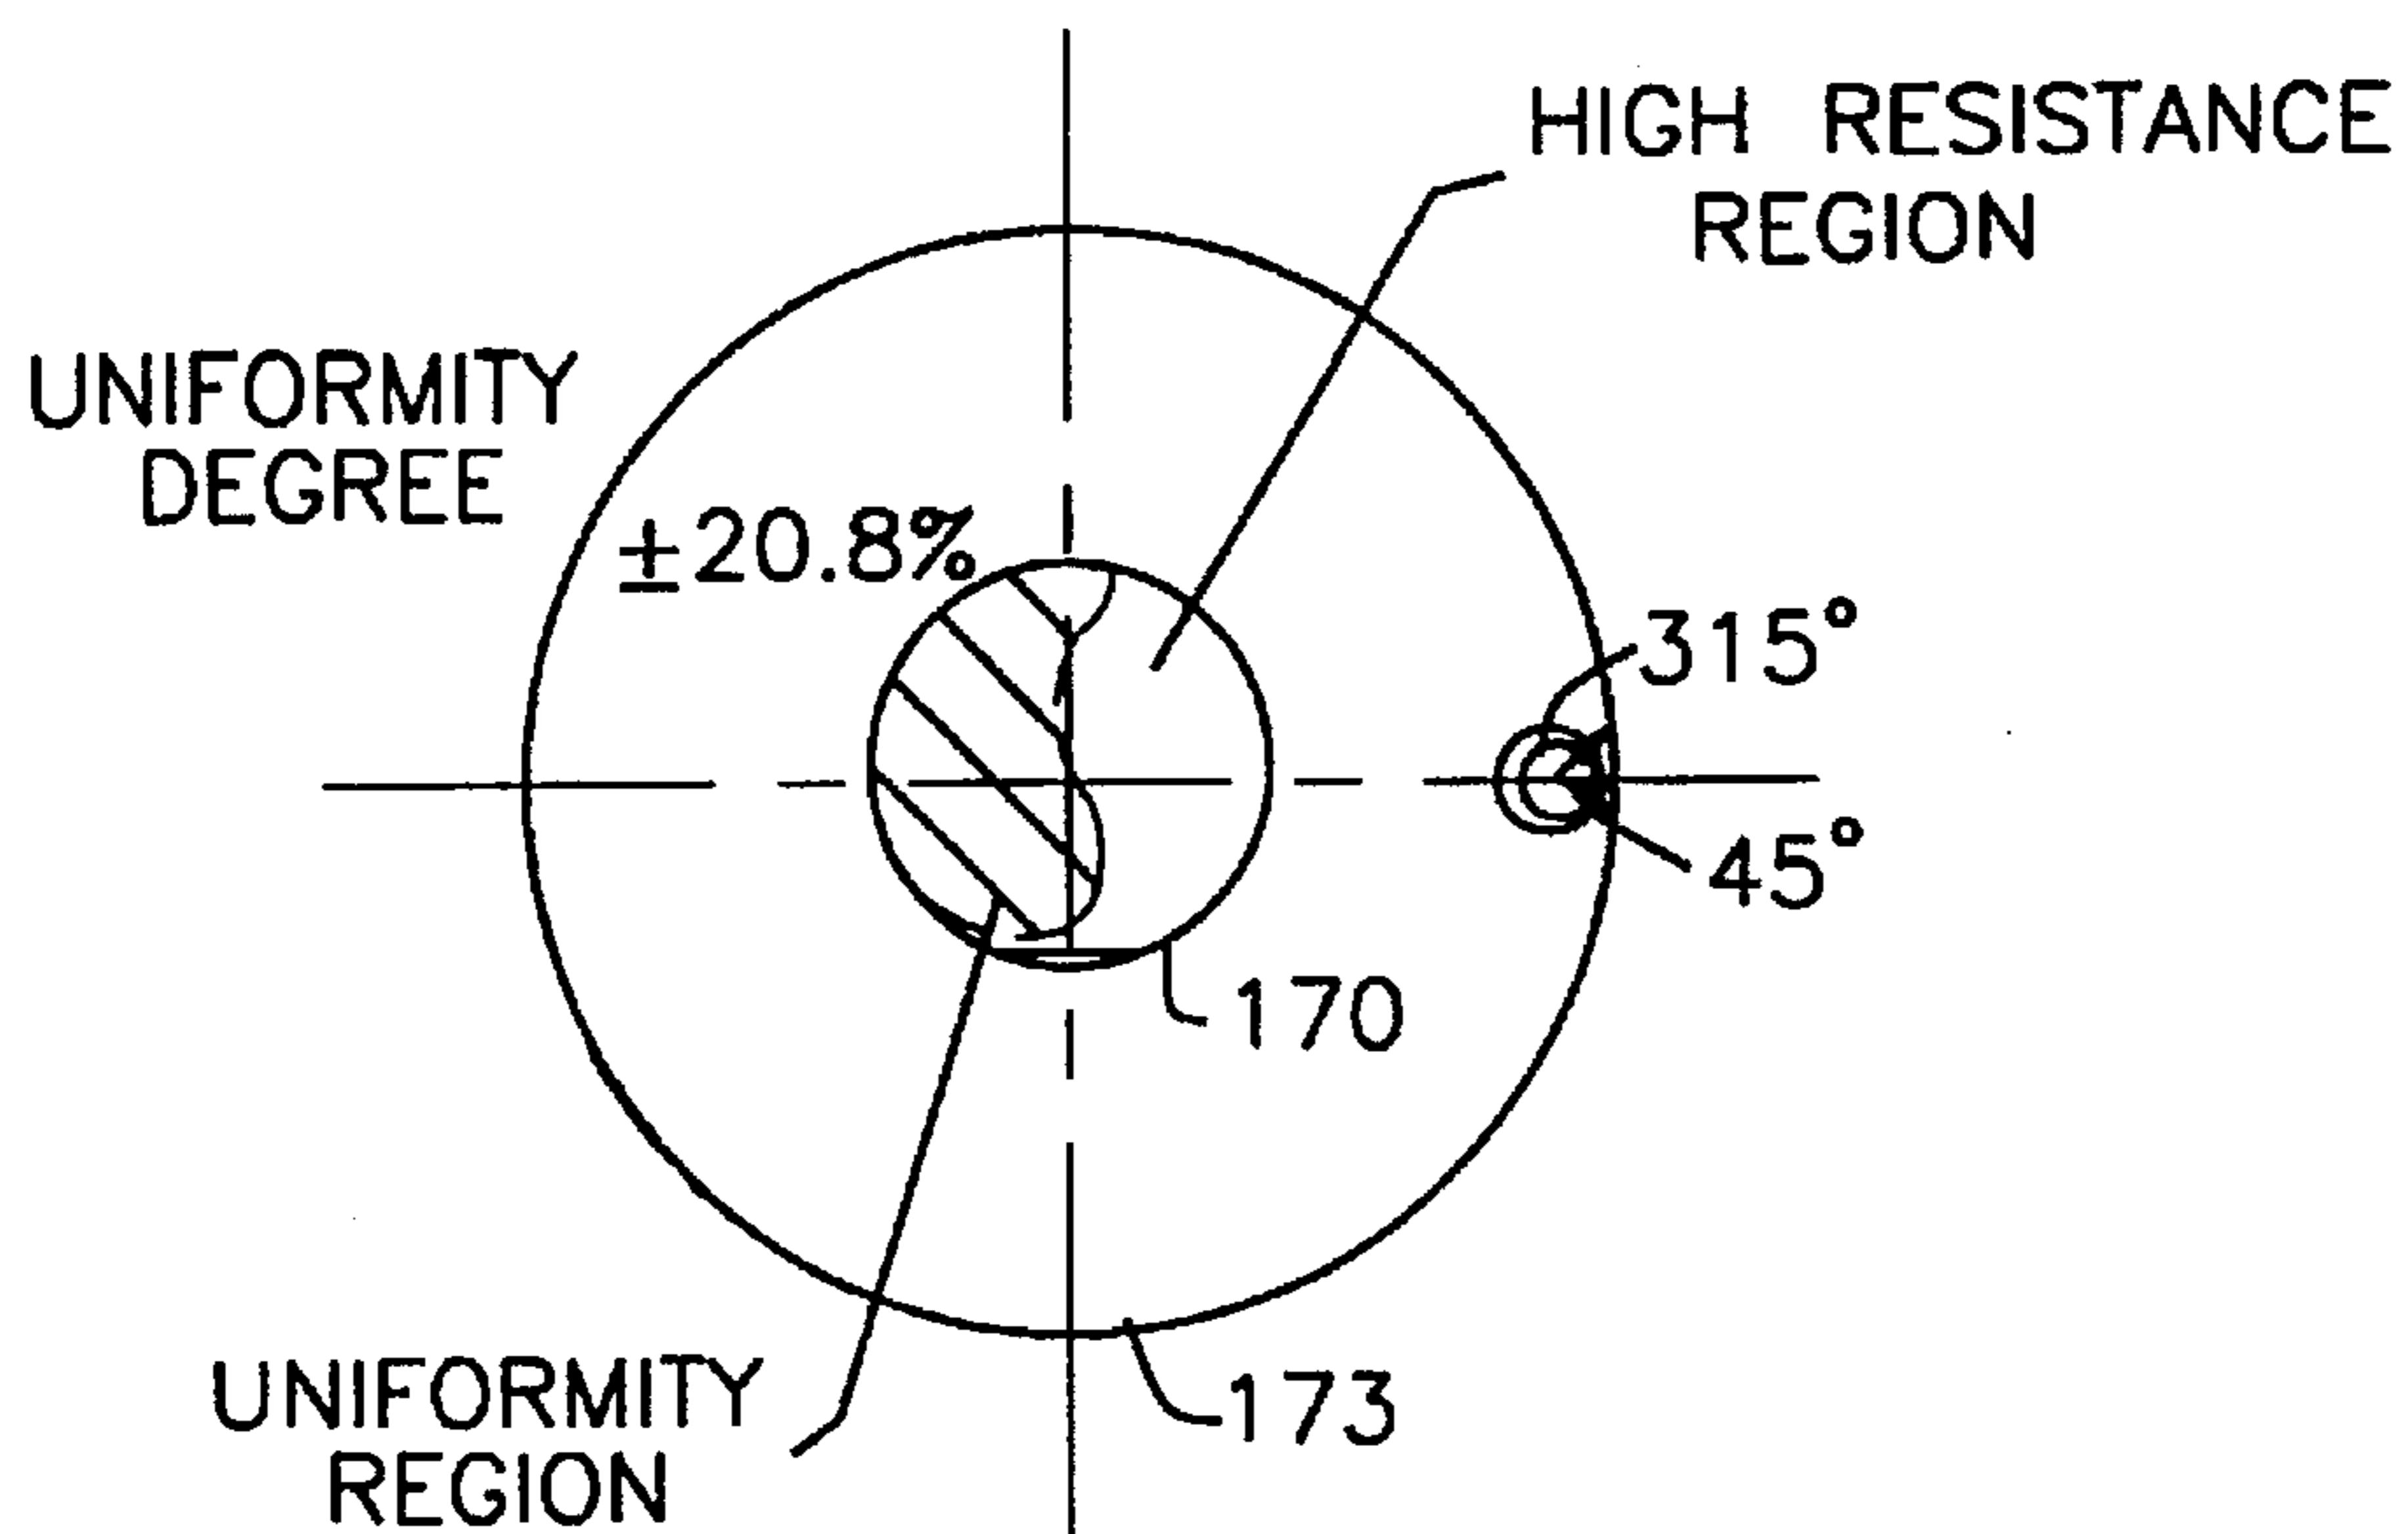 HIGH RESISTANCE
REGION
UNIFORMITY
DEGREE
±20.8%
315°
45°
170
173
UNIFORMITY
REGION